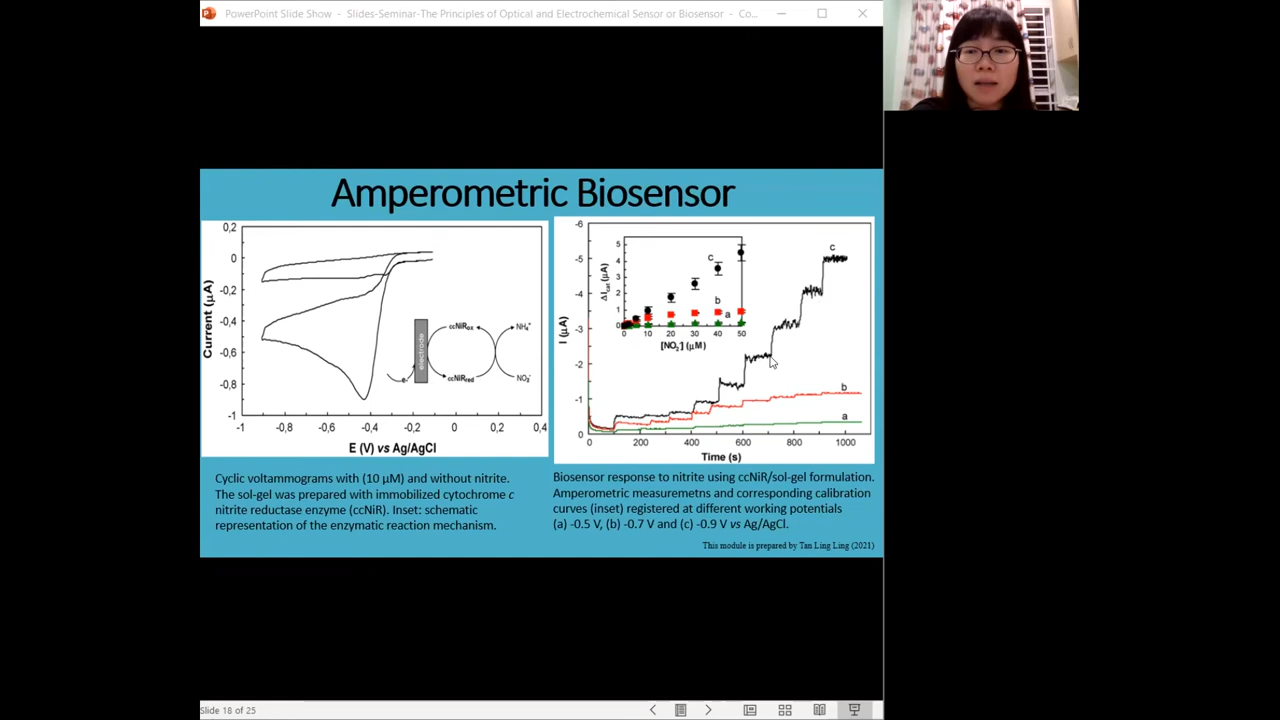 PowerPoint Slide Show - Slides-Seminar-The Principles of Optical and Electrochemical Sensor or Biosensor - Co...
Amperometric Biosensor
0,2
0
-0,2
-0,4
-0,6
-0,8
-1
Current (µA)
-1
-0,8
-0,6
-0,4
-0,2
0
0,2
0,4
E (V) vs Ag/AgCl
electrode
e-
ccNiRox
ccNiRred
NH4+
NO2-
-6
-5
-4
-3
-2
-1
0
I (µA)
0
200
400
600
800
1000
Time (s)
c
b
a
5
4
3
2
1
0
ΔIcat (µA)
0
10
20
30
40
50
[NO2-] (µM)
c
b
a
Cyclic voltammograms with (10 µM) and without nitrite.
The sol-gel was prepared with immobilized cytochrome c
nitrite reductase enzyme (ccNiR). Inset: schematic
representation of the enzymatic reaction mechanism.
Biosensor response to nitrite using ccNiR/sol-gel formulation.
Amperometric measuremetns and corresponding calibration
curves (inset) registered at different working potentials
(a) -0.5 V, (b) -0.7 V and (c) -0.9 V vs Ag/AgCl.
This module is prepared by Tan Ling Ling (2021)
Slide 18 of 25